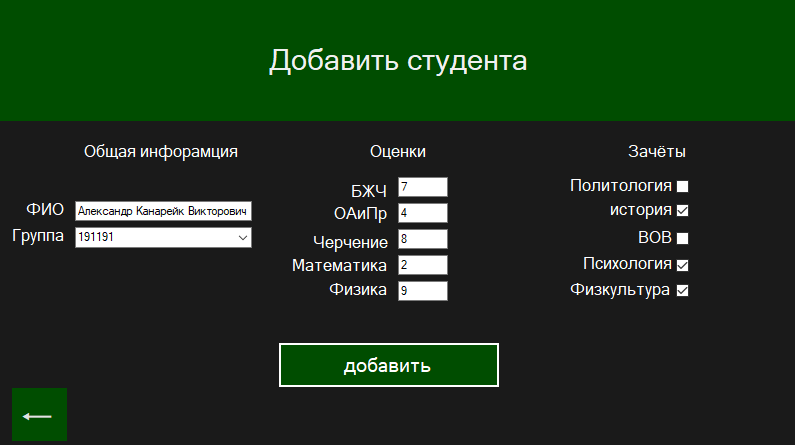 Добавить студента
Общая инфорамция
ФИО Александр Канарейк Викторович
Группа 191191
Оценки
БЖЧ 7
ОАиПр 4
Черчение 8
Математика 2
Физика 9
Зачёты
Политология
история
ВОВ
Психология
Физкультура
добавить